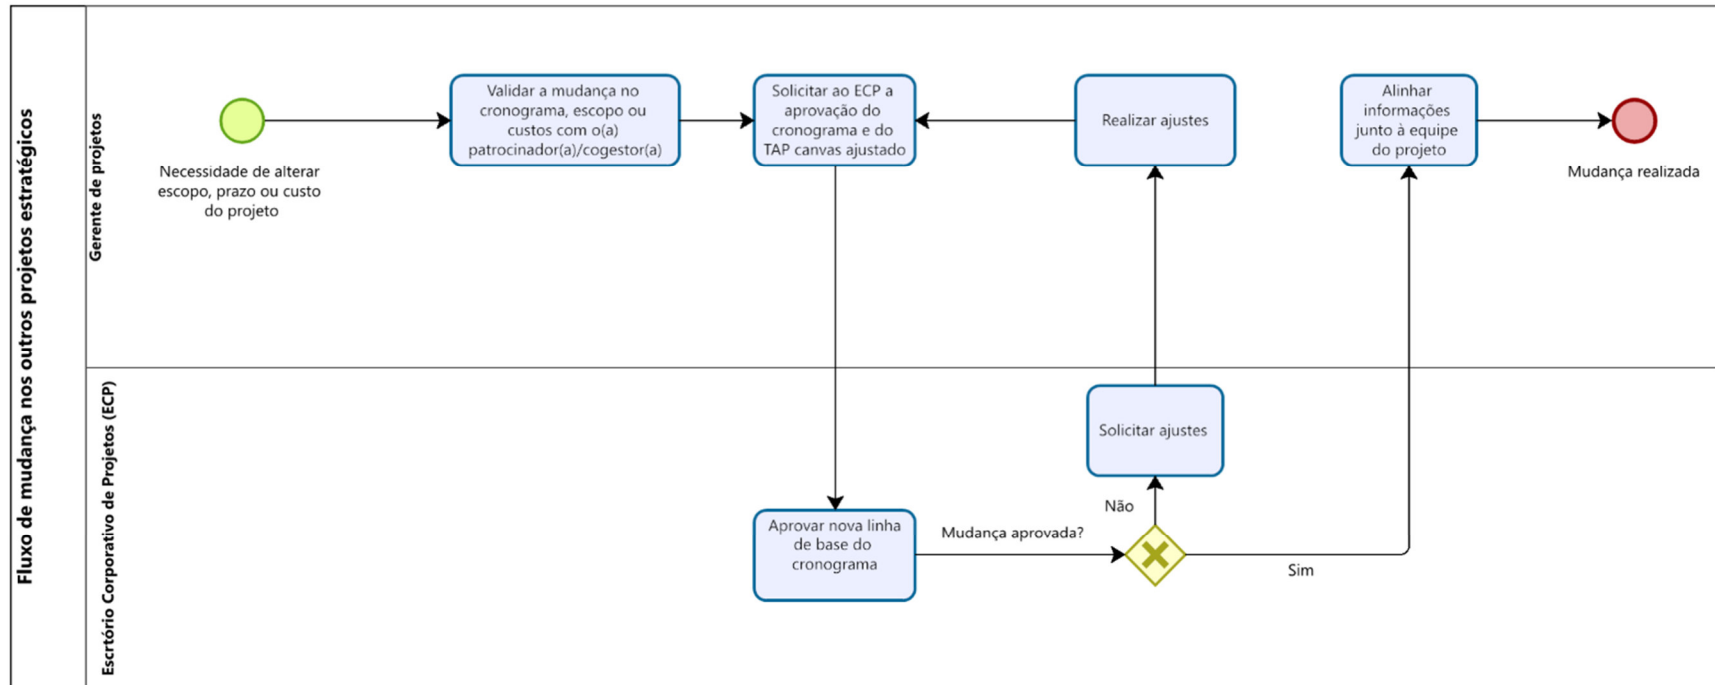 Fluxo de mudança nos outros projetos estratégicos
Gerente de projetos
Necessidade de alterar
escopo, prazo ou custo
do projeto
Validar a mudança no
cronograma, escopo ou
custos com o(a)
patrocinador(a)/cogestor(a)
Solicitar ao ECP a
aprovação do
cronograma e do
TAP canvas ajustado
Realizar ajustes
Alinhar
informações
junto à equipe
do projeto
Mudança realizada
Escrtório Corporativo de Projetos (ECP)
Aprovar nova linha
de base do
cronograma
Mudança aprovada?
Não
Solicitar ajustes
Sim